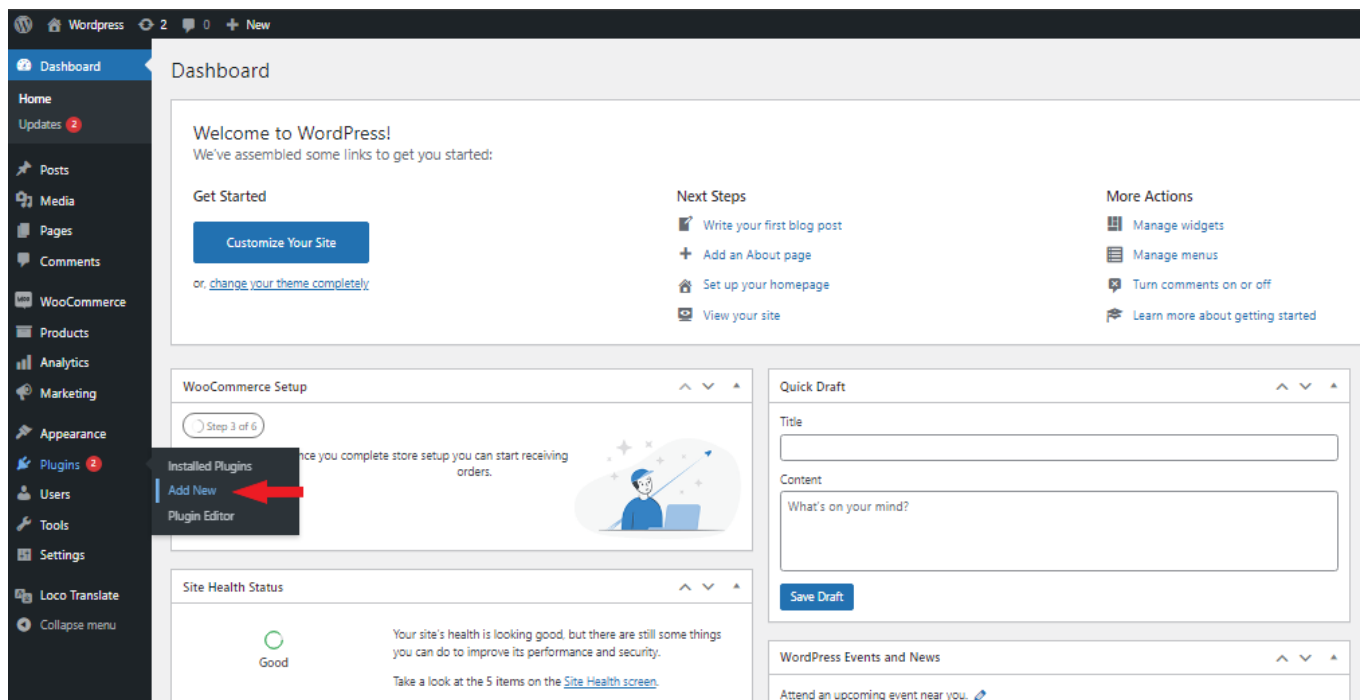 Wordpress 2 0 New
Dashboard
Home
Updates 2
Posts
Media
Pages
Comments
WooCommerce
Products
Analytics
Marketing
Appearance
Plugins 2
Users
Tools
Settings
Loco Translate
Collapse menu
Installed Plugins
Add New
Plugin Editor
Dashboard
Welcome to WordPress!
We've assembled some links to get you started:
Get Started
Customize Your Site
or, change your theme completely
Next Steps
Write your first blog post
Add an About page
Set up your homepage
View your site
More Actions
Manage widgets
Manage menus
Turn comments on or off
Learn more about getting started
WooCommerce Setup
Step 3 of 6
you complete store setup you can start receiving
orders.
Site Health Status
Good
Your site's health is looking good, but there are still some things
you can do to improve its performance and security.
Take a look at the 5 items on the Site Health screen.
Quick Draft
Title
Content
What's on your mind?
Save Draft
WordPress Events and News
Attend an upcoming event near you.